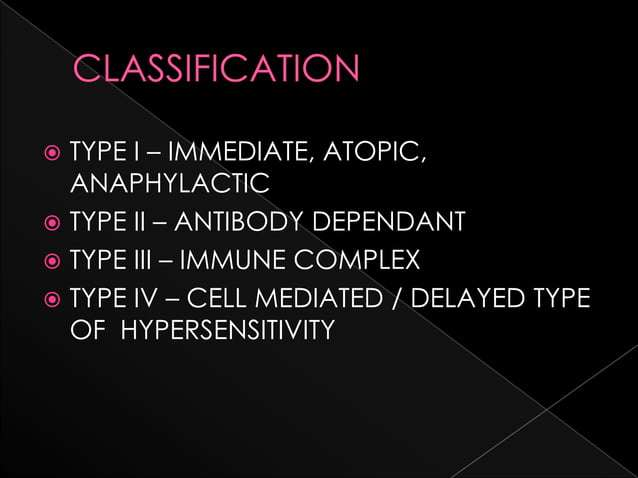 CLASSIFICATION
TYPE I – IMMEDIATE, ATOPIC,
ANAPHYLACTIC
TYPE II – ANTIBODY DEPENDANT
TYPE III – IMMUNE COMPLEX
TYPE IV – CELL MEDIATED / DELAYED TYPE
OF HYPERSENSITIVITY